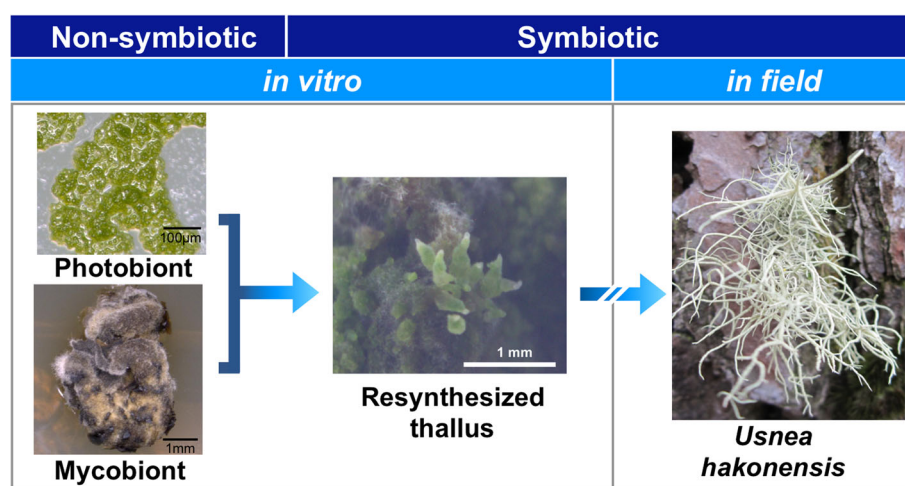 Non-symbiotic
Symbiotic
in vitro
in field
100μm
Photobiont
1mm
Mycobiont
1 mm
Resynthesized
thallus
Usnea
hakonensis